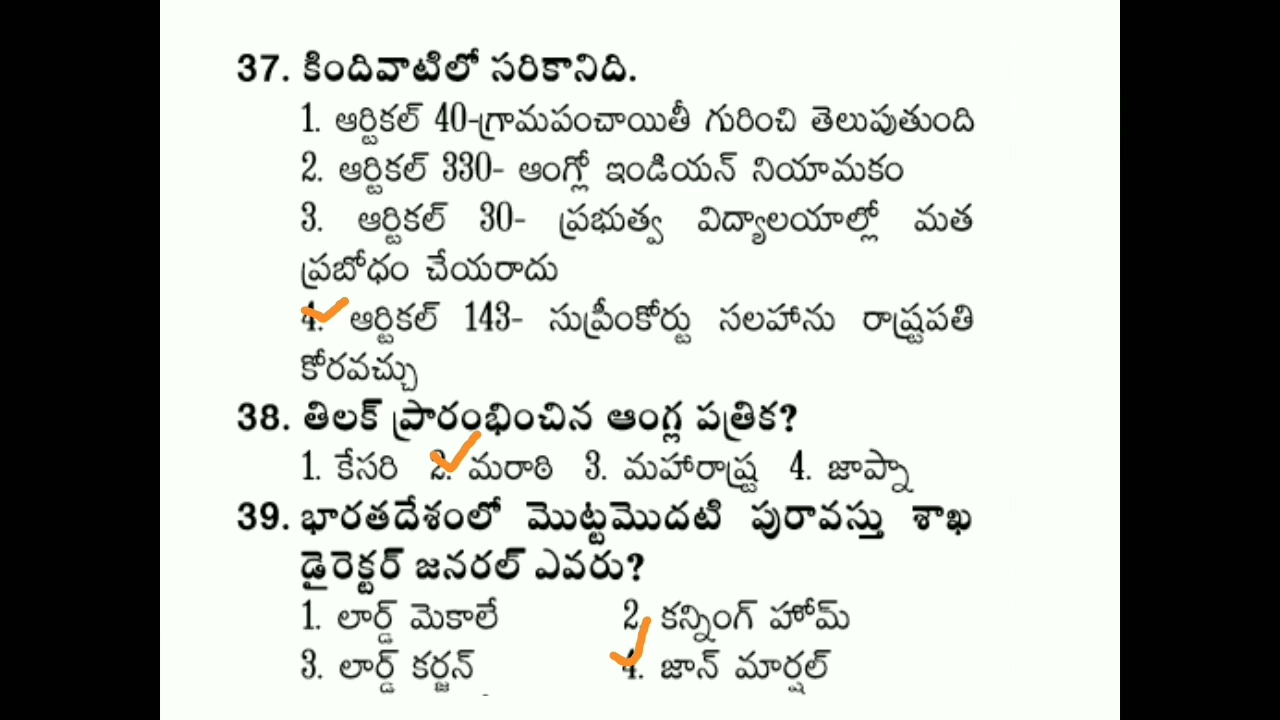 37. కిందివాటిలో సరికానిది.
1. ఆర్టికల్ 40-గ్రామపంచాయితీ గురించి తెలుపుతుంది
2. ఆర్టికల్ 330- ఆంగ్లో ఇండియన్ నియామకం
3. ఆర్టికల్ 30- ప్రభుత్వ విద్యాలయాల్లో మత
ప్రబోధం చేయరాదు
4. ఆర్టికల్ 143- సుప్రీంకోర్టు సలహాను రాష్ట్రపతి
కోరవచ్చు
38. తిలక్ ప్రారంభించిన ఆంగ్ల పత్రిక?
1. కేసరి 2. మరాఠి 3. మహారాష్ట్ర 4. జాప్నా
39. భారతదేశంలో మొట్టమొదటి పురావస్తు శాఖ
డైరెక్టర్ జనరల్ ఎవరు?
1. లార్డ్ మెకాలే 2. కన్నింగ్ హోమ్
3. లార్డ్ కర్జన్ 4. జాన్ మార్షల్